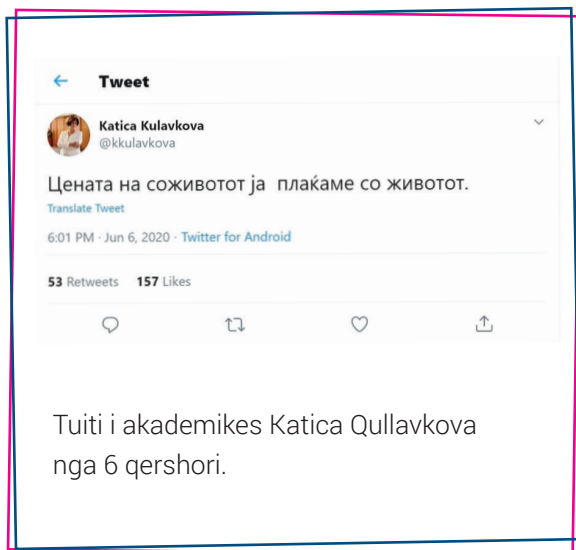 Tweet
Katica Kulavkova
@kkulavkova
Цената на соживотот ја плаќаме со животот.
Translate Tweet
6:01 PM · Jun 6, 2020 · Twitter for Android
53 Retweets 157 Likes
Tuiti i akademikes Katica Qullavkova
nga 6 qershori.